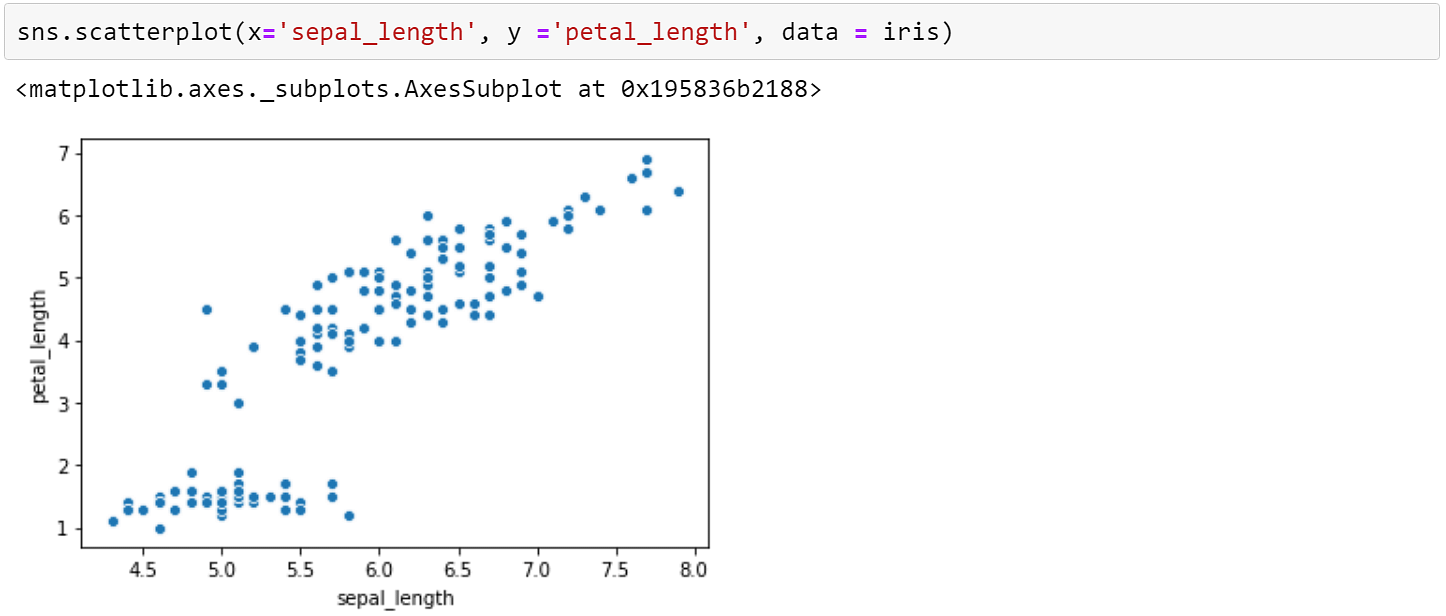 sns.scatterplot(x='sepal_length', y ='petal_length', data = iris)
<matplotlib.axes._subplots.AxesSubplot at 0x195836b2188>
7
6
5
4
3
2
1
petal_length
4.5 5.0 5.5 6.0 6.5 7.0 7.5 8.0
sepal_length